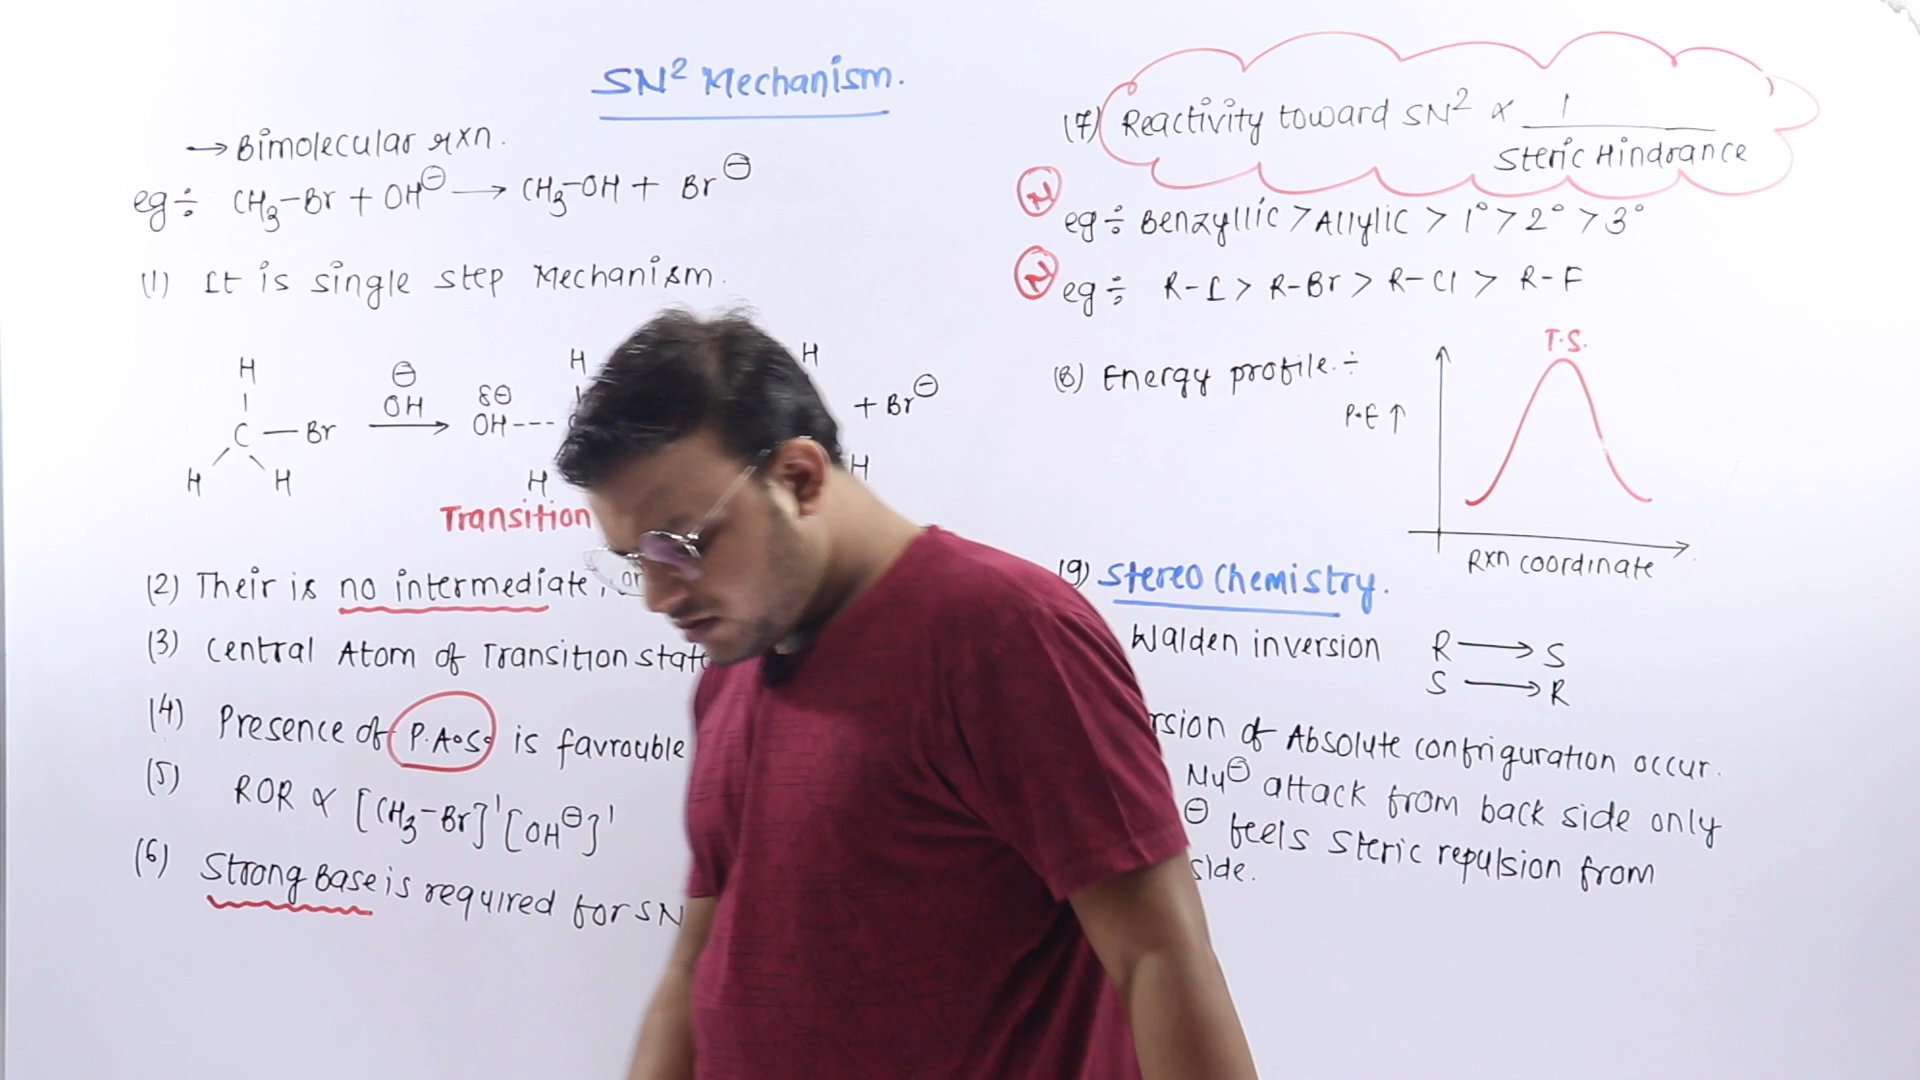 SN² Mechanism.
→ Bimolecular rxn.
eg ÷ CH₃-Br + OH⊖ → CH₃-OH + Br⊖
(1) It is single step Mechanism.
H
C — Br
H H
⊖
OH
→
δ⊖
OH---
H
H
H
H
+ Br⊖
Transition
(2) Their is no intermediate, or
(3) Central Atom of Transition state
(4) Presence of P.A.S. is favrouble
(5) ROR ∝ [CH₃-Br]¹[OH⊖]¹
(6) Strong Base is required for SN
(7) Reactivity toward SN² ∝ 1
Steric Hindrance
N
eg ÷ Benzyllic > Allylic > 1° > 2° > 3°
N
eg ÷ R-I > R-Br > R-Cl > R-F
(8) Energy profile ÷
T.S.
P.E ↑
Rxn coordinate
(9) Stereo Chemistry.
Walden inversion R → S
S → R
rsion of Absolute configuration occur.
Nu⊖ attack from back side only
⊖ feels Steric repulsion from
side.